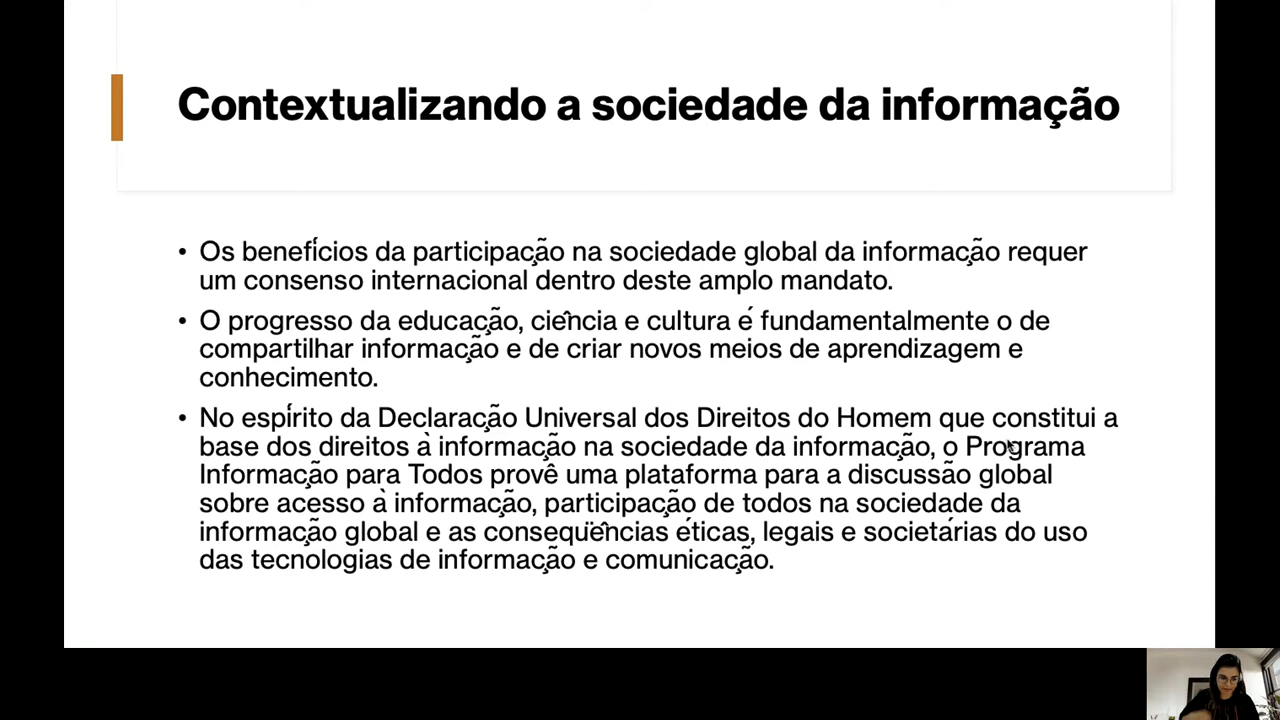 Contextualizando a sociedade da informação
• Os benefícios da participação na sociedade global da informação requer
um consenso internacional dentro deste amplo mandato.
• O progresso da educação, ciência e cultura é fundamentalmente o de
compartilhar informação e de criar novos meios de aprendizagem e
conhecimento.
• No espírito da Declaração Universal dos Direitos do Homem que constitui a
base dos direitos à informação na sociedade da informação, o Programa
Informação para Todos provê uma plataforma para a discussão global
sobre acesso à informação, participação de todos na sociedade da
informação global e as conseqüências éticas, legais e societárias do uso
das tecnologias de informação e comunicação.